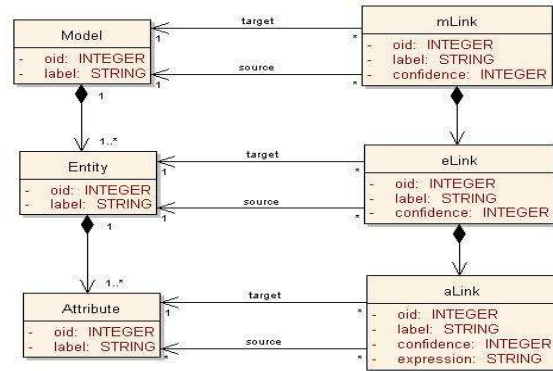 Model
- oid: INTEGER
- label: STRING
target
1
*
source
1
*
mLink
- oid: INTEGER
- label: STRING
- confidence: INTEGER
1
1..*
Entity
- oid: INTEGER
- label: STRING
target
1
*
source
1
*
eLink
- oid: INTEGER
- label: STRING
- confidence: INTEGER
1
1..*
Attribute
- oid: INTEGER
- label: STRING
target
1
*
source
*
*
aLink
- oid: INTEGER
- label: STRING
- confidence: INTEGER
- expression: STRING